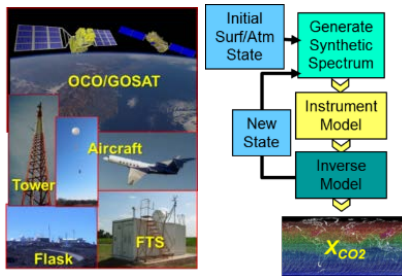 OCO/GOSAT
Tower
Aircraft
Flask
FTS
Initial
Surf/Atm
State
Generate
Synthetic
Spectrum
New
State
Instrument
Model
Inverse
Model
XCO2